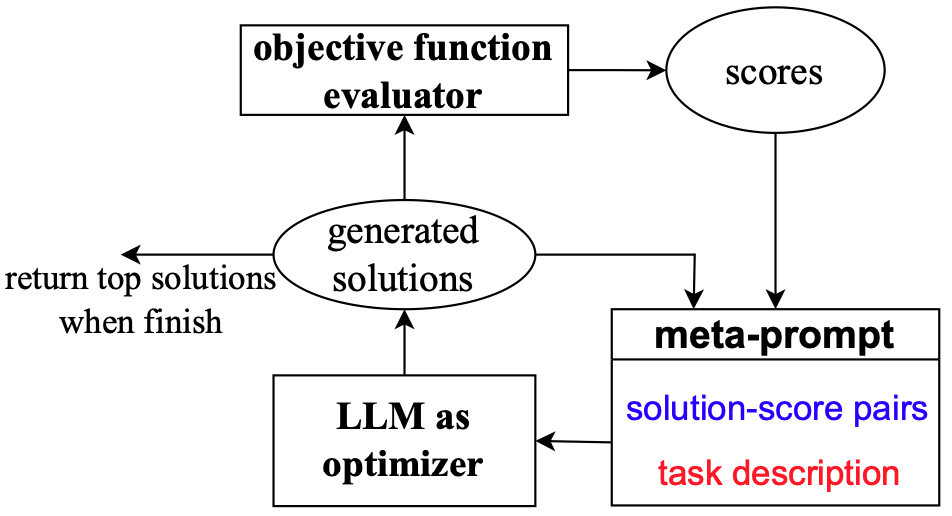 objective function
evaluator
scores
generated
solutions
return top solutions
when finish
meta-prompt
solution-score pairs
task description
LLM as
optimizer